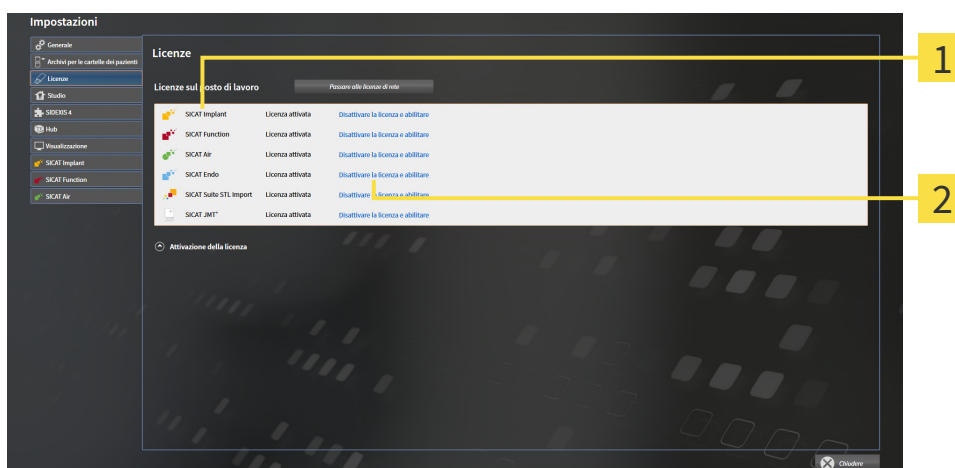 Impostazioni
Generale
Archivi per le cartelle dei pazienti
Licenze
Studio
SIDEXIS 4
Hub
Visualizzazione
SICAT Implant
SICAT Function
SICAT Air
Licenze
Licenze sul posto di lavoro
Passare alle licenze di rete
SICAT Implant Licenza attivata Disattivare la licenza e abilitare
SICAT Function Licenza attivata Disattivare la licenza e abilitare
SICAT Air Licenza attivata Disattivare la licenza e abilitare
SICAT Endo Licenza attivata Disattivare la licenza e abilitare
SICAT Suite STL Import Licenza attivata Disattivare la licenza e abilitare
SICAT JMT+ Licenza attivata Disattivare la licenza e abilitare
Attivazione della licenza
Chiudere
1
2